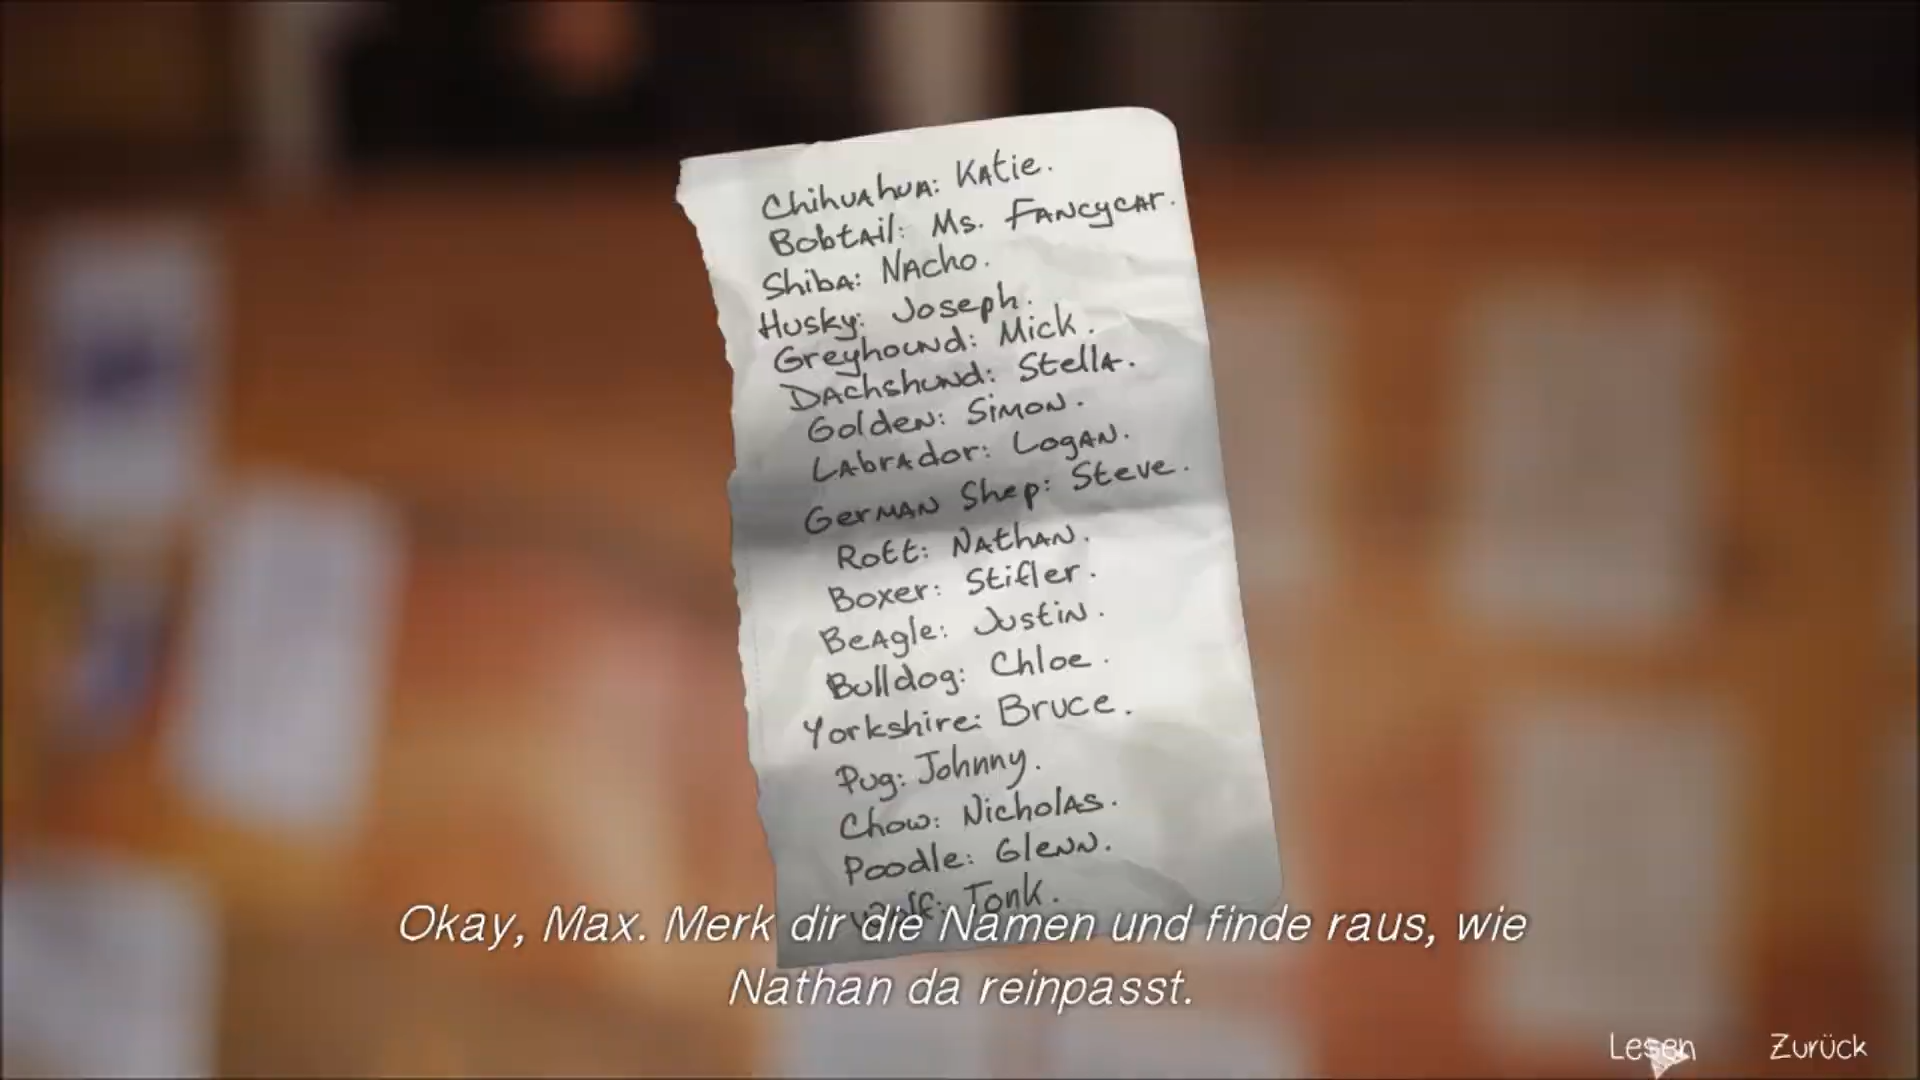 Chihuahua: Katie.
Bobtail: Ms. Fancycar.
Shiba: Nacho.
Husky: Joseph.
Greyhound: Mick.
Dachshund: Stella.
Golden: Simon.
Labrador: Logan.
German Shep: Steve.
Rott: Nathan.
Boxer: Stifler.
Beagle: Justin.
Bulldog: Chloe.
Yorkshire: Bruce.
Pug: Johnny.
Chow: Nicholas.
Poodle: Glenn.
Wolf: Tonk.
Okay, Max. Merk dir die Namen und finde raus, wie
Nathan da reinpasst.
Lesen Zurück